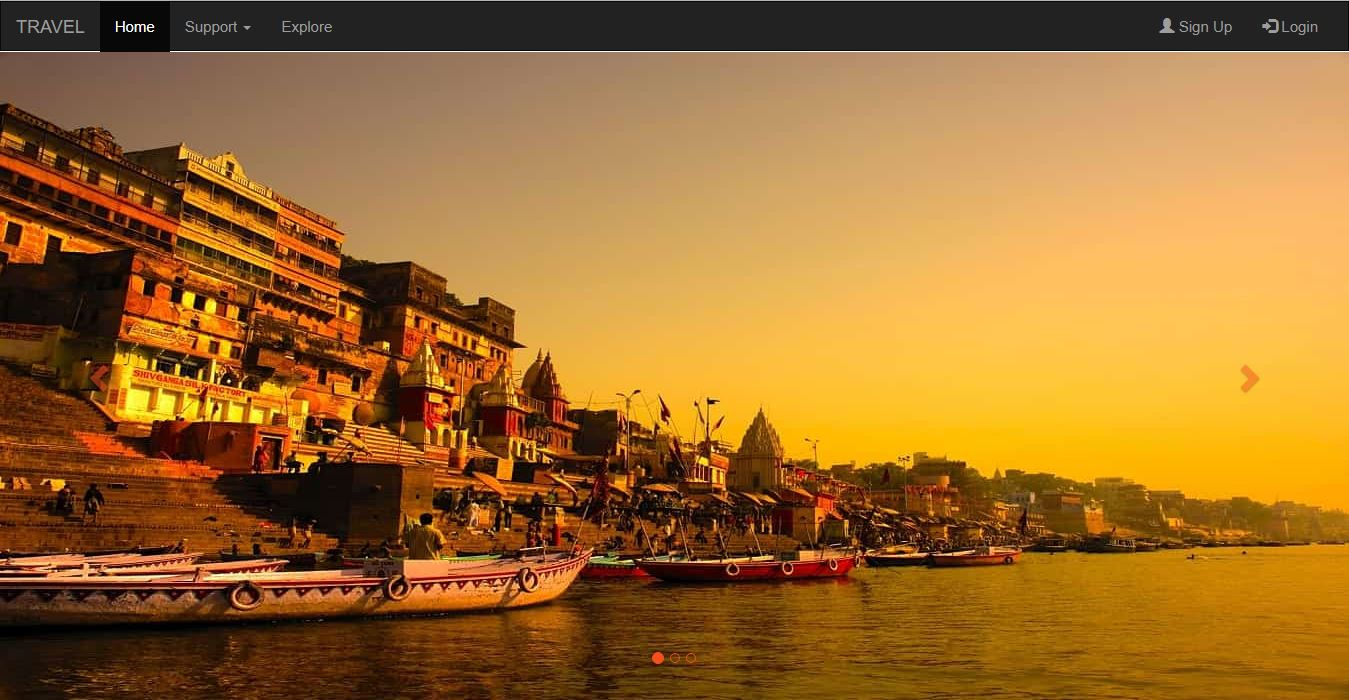 TRAVEL Home Support Explore Sign Up Login
SHIVGANGA SILK FACTORY